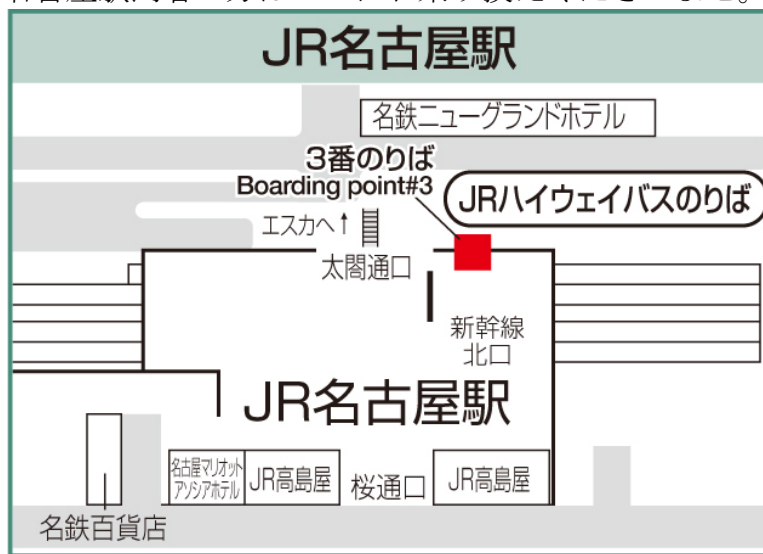 JR名古屋駅
名鉄ニューグランドホテル
3番のりば
Boarding point#3
JRハイウェイバスのりば
エスカへ↑
太閤通口
新幹線
北口
JR名古屋駅
名古屋マリオット
アソシアホテル
JR高島屋
桜通口
JR高島屋
名鉄百貨店